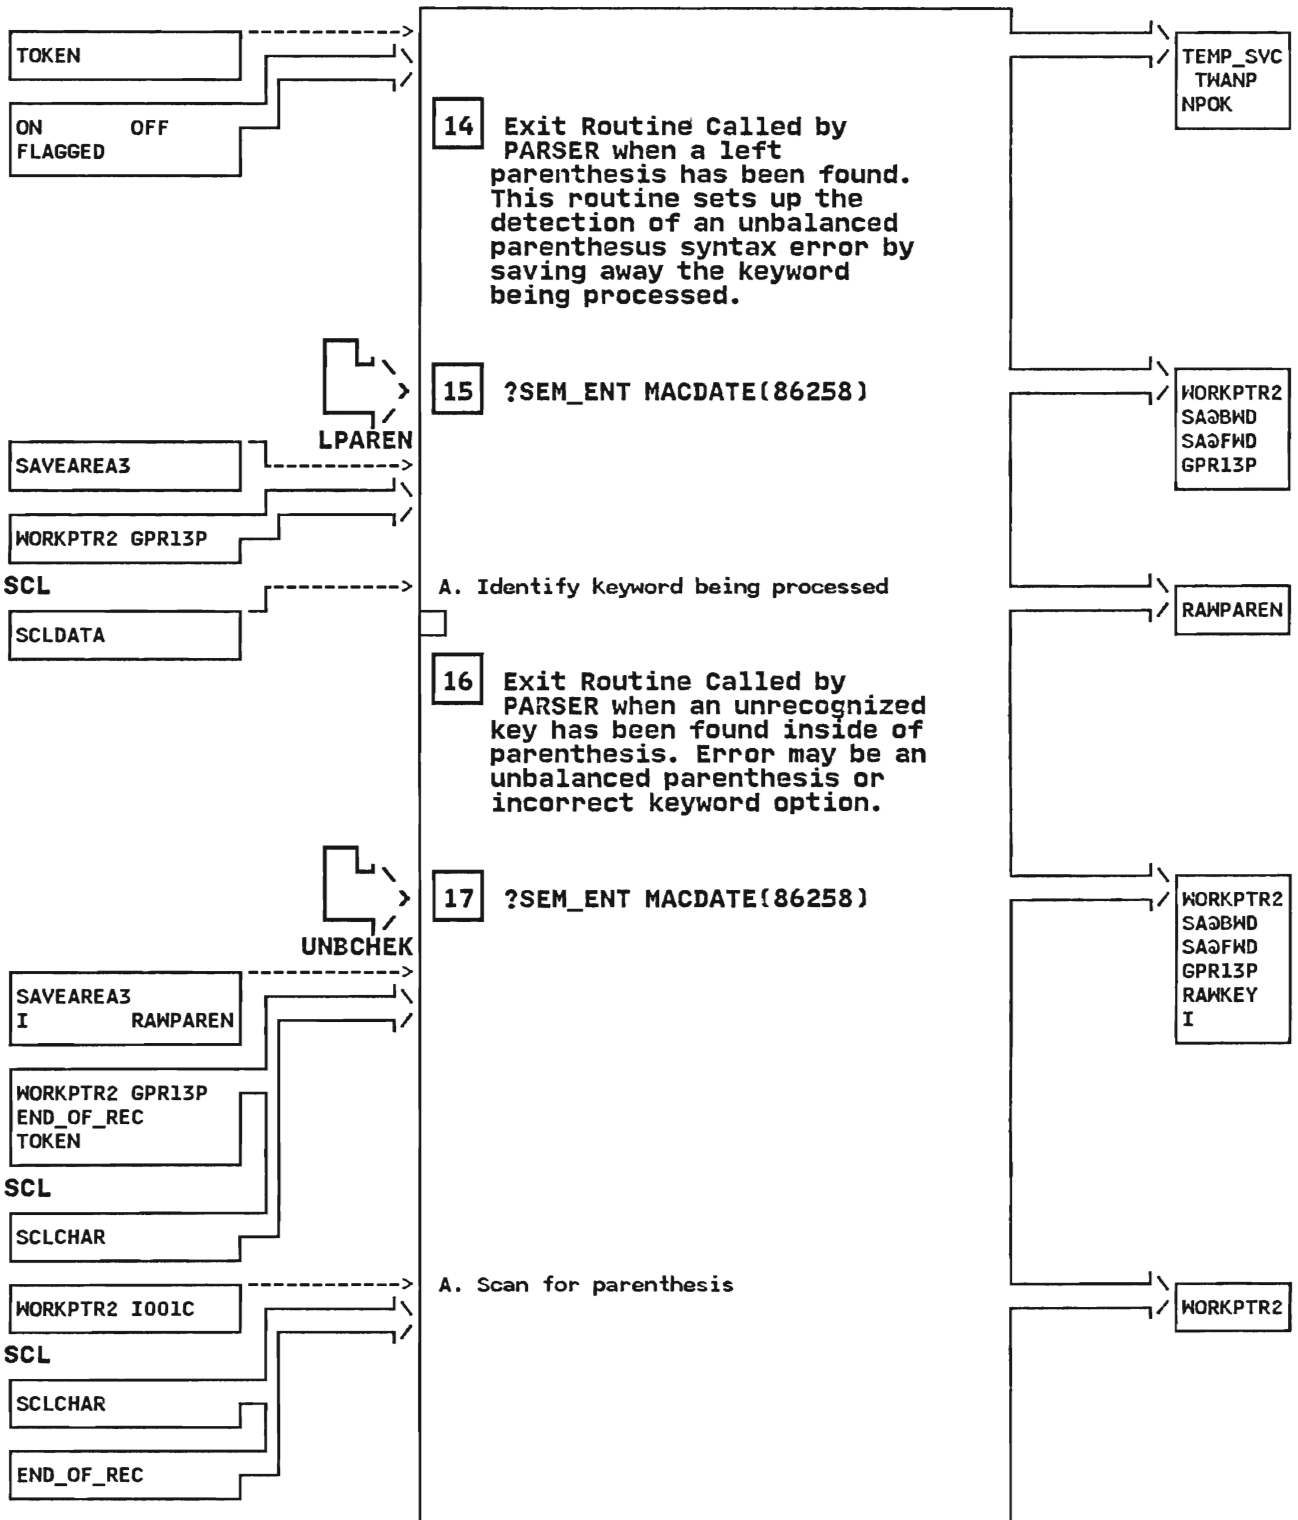 TOKEN
ON OFF
FLAGGED
TEMP_SVC
TWANP
NPOK
14 Exit Routine Called by
PARSER when a left
parenthesis has been found.
This routine sets up the
detection of an unbalanced
parenthesus syntax error by
saving away the keyword
being processed.
15 ?SEM_ENT MACDATE(86258)
LPAREN
WORKPTR2
SA@BWD
SA@FWD
GPR13P
SAVEAREA3
WORKPTR2 GPR13P
SCL
SCLDATA
A. Identify keyword being processed
RAWPAREN
16 Exit Routine Called by
PARSER when an unrecognized
key has been found inside of
parenthesis. Error may be an
unbalanced parenthesis or
incorrect keyword option.
17 ?SEM_ENT MACDATE(86258)
UNBCHEK
WORKPTR2
SA@BWD
SA@FWD
GPR13P
RAWKEY
I
SAVEAREA3
I RAWPAREN
WORKPTR2 GPR13P
END_OF_REC
TOKEN
SCL
SCLCHAR
WORKPTR2 I001C
A. Scan for parenthesis
WORKPTR2
SCL
SCLCHAR
END_OF_REC